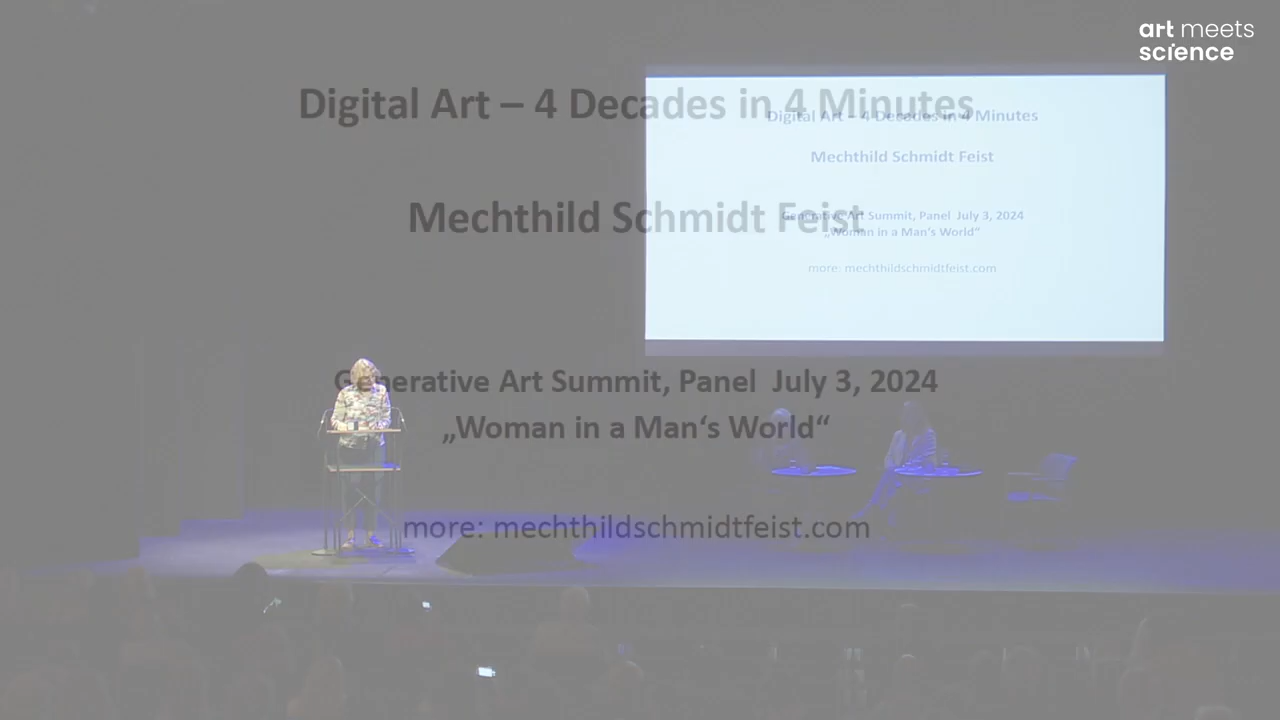 art meets
science
Digital Art – 4 Decades in 4 Minutes
Mechthild Schmidt Feist
Generative Art Summit, Panel  July 3, 2024
„Woman in a Man‘s World“
more: mechthildschmidtfeist.com
Digital Art – 4 Decades in 4 Minutes
Mechthild Schmidt Feist
Generative Art Summit, Panel  July 3, 2024
„Woman in a Man‘s World“
more: mechthildschmidtfeist.com